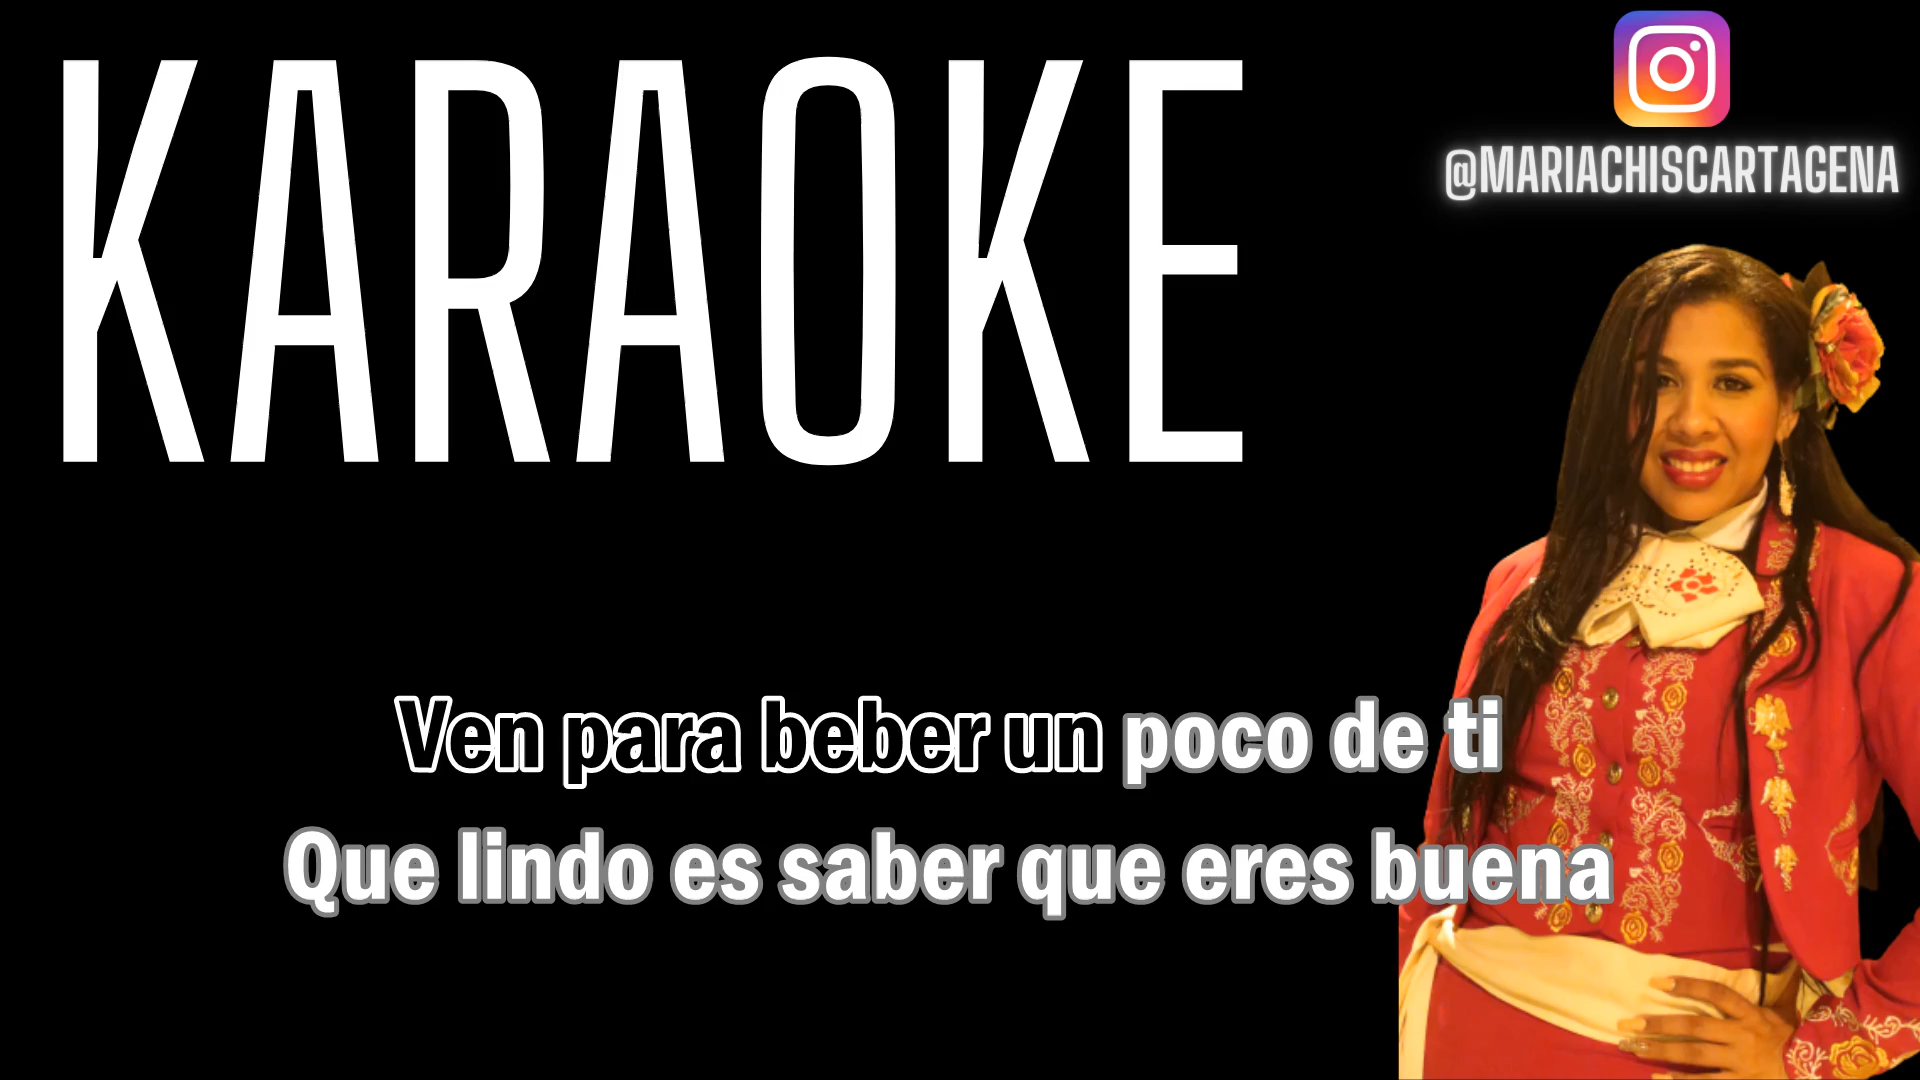 KARAOKE
@MARIACHISCARTAGENA
Ven para beber un poco de ti
Que lindo es saber que eres buena